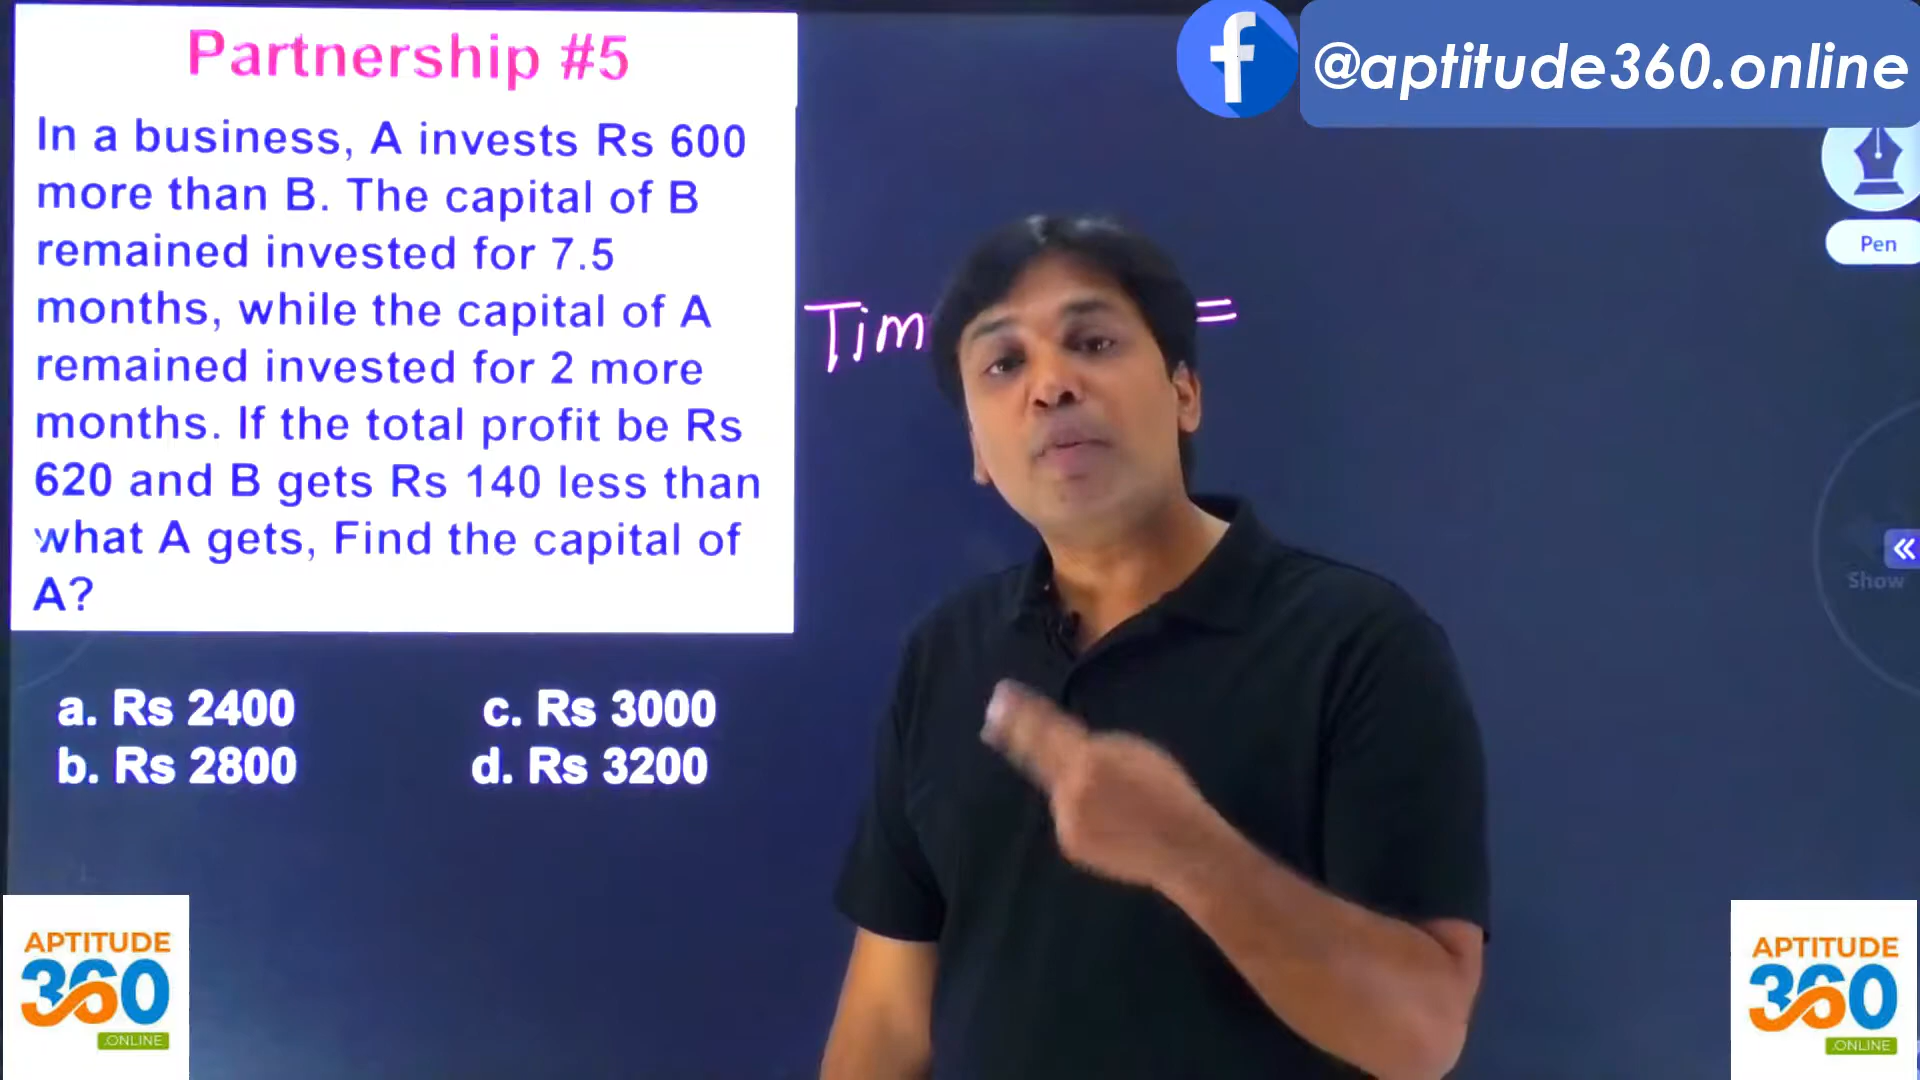 Partnership #5
@aptitude360.online
In a business, A invests Rs 600
more than B. The capital of B
remained invested for 7.5
months, while the capital of A
remained invested for 2 more
months. If the total profit be Rs
620 and B gets Rs 140 less than
what A gets, Find the capital of
A?
Pen
Tim =
Show
a. Rs 2400
c. Rs 3000
b. Rs 2800
d. Rs 3200
APTITUDE
360
.ONLINE
APTITUDE
360
.ONLINE